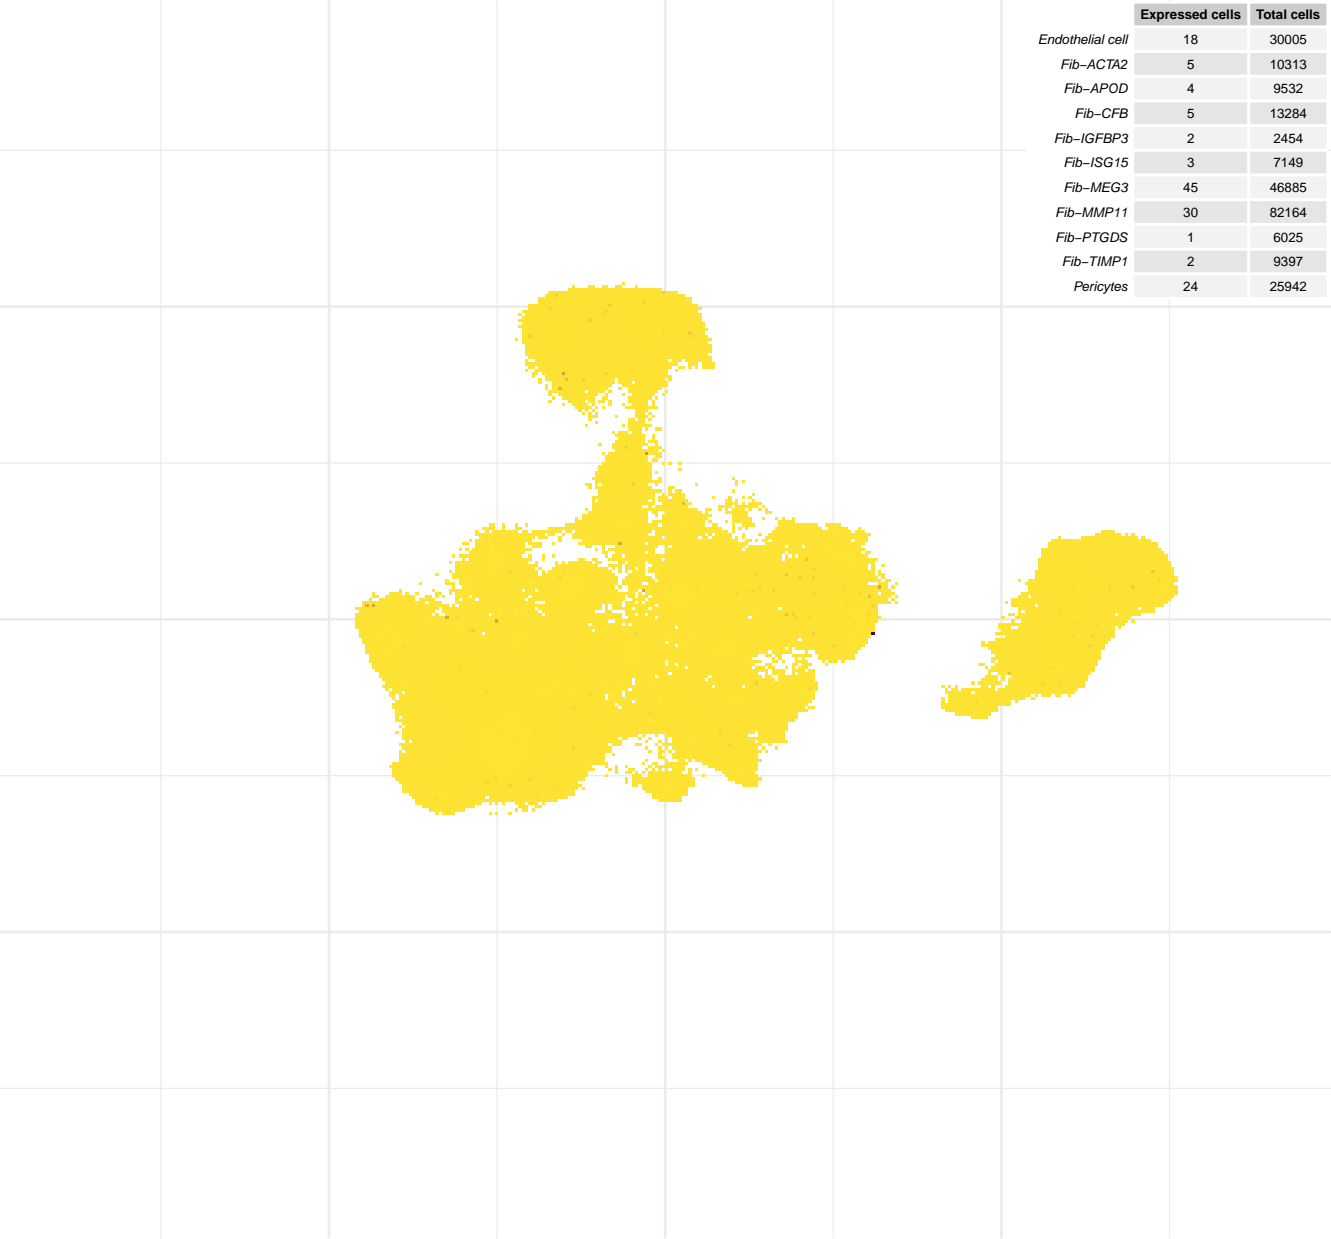 Expressed cells Total cells
Endothelial cell 18 30005
Fib−ACTA2 5 10313
Fib−APOD 4 9532
Fib−CFB 5 13284
Fib−IGFBP3 2 2454
Fib−ISG15 3 7149
Fib−MEG3 45 46885
Fib−MMP11 30 82164
Fib−PTGDS 1 6025
Fib−TIMP1 2 9397
Pericytes 24 25942